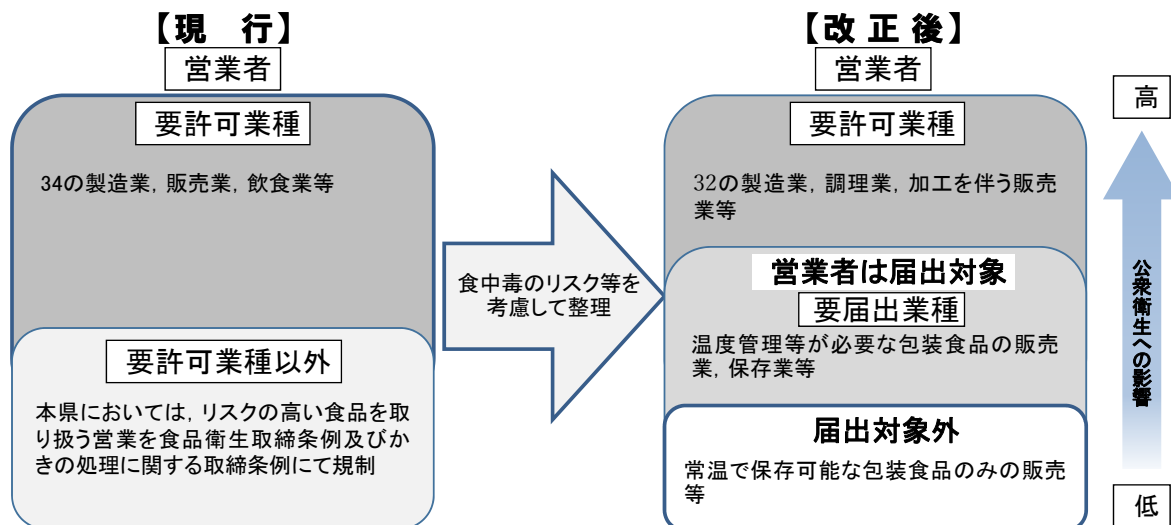 【現　行】
営業者
要許可業種
34の製造業，販売業，飲食業等
要許可業種以外
本県においては，リスクの高い食品を取
り扱う営業を食品衛生取締条例及びか
きの処理に関する取締条例にて規制
食中毒のリスク等を
考慮して整理
【改 正 後】
営業者
要許可業種
32の製造業，調理業，加工を伴う販売
業等
営業者は届出対象
要届出業種
温度管理等が必要な包装食品の販売
業，保存業等
届出対象外
常温で保存可能な包装食品のみの販売
等
高
公衆衛生への影響
低